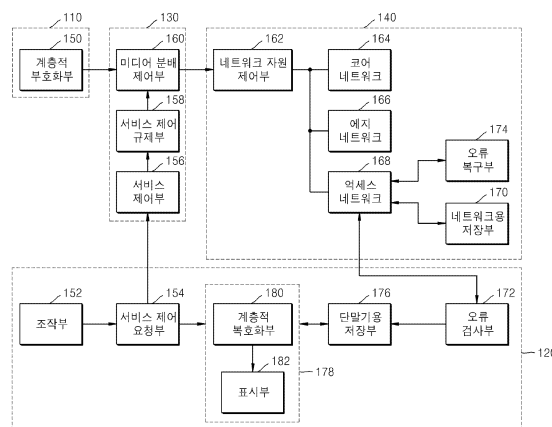 110
130
140
150
계층적
부호화부
160
미디어 분배
제어부
162
네트워크 자원
제어부
164
코어
네트워크
158
서비스 제어
규제부
166
에지
네트워크
156
서비스
제어부
168
억세스
네트워크
174
오류
복구부
170
네트워크용
저장부
152
조작부
154
서비스 제어
요청부
180
계층적
복호화부
176
단말기용
저장부
172
오류
검사부
182
표시부
178
120